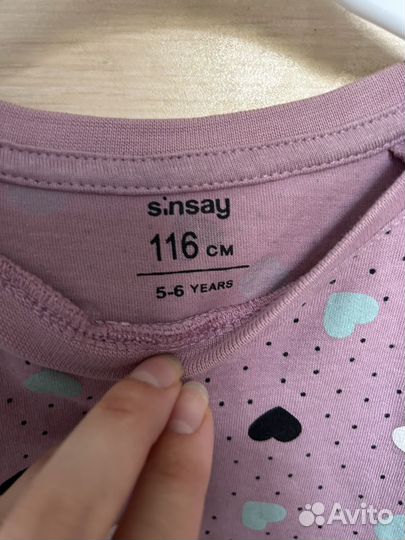 sinsay
116 CM
5-6 YEARS
Avito